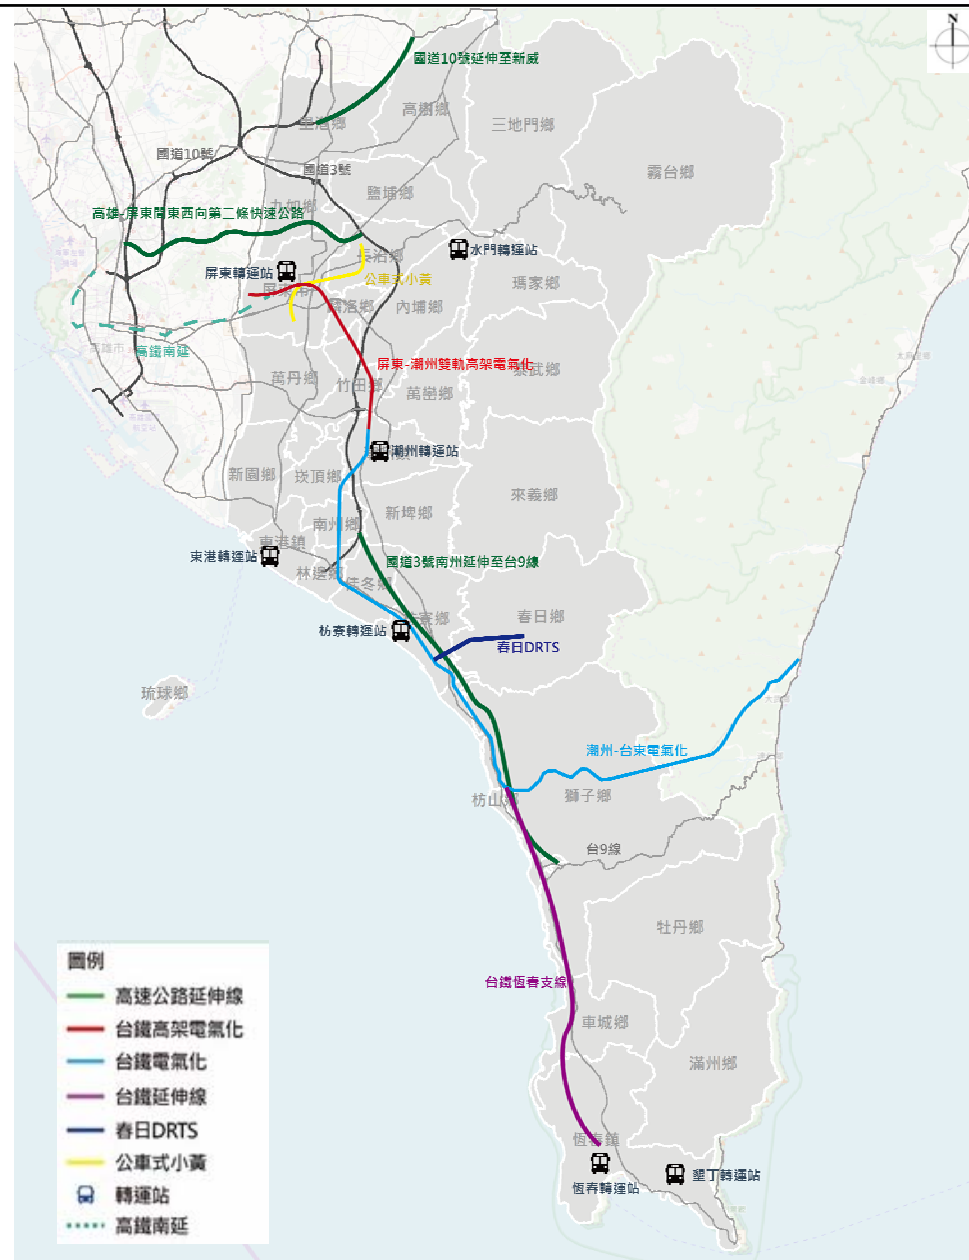 N
國道10號延伸至新威
高樹鄉
里港鄉
三地門鄉
國道10號
國道3號
霧台鄉
鹽埔鄉
九如鄉
高雄-屏東間東西向第二條快速公路
長治鄉
水門轉運站
屏東轉運站
公車式小黃
瑪家鄉
屏東市
麟洛鄉
內埔鄉
高雄市
高鐵南延
屏東-潮州雙軌高架電氣化
泰武鄉
萬丹鄉
竹田鄉
萬巒鄉
潮州轉運站
新園鄉
崁頂鄉
來義鄉
南州鄉
新埤鄉
東港鎮
東港轉運站
國道3號南州延伸至台9線
林邊鄉
佳冬鄉
枋寮鄉
春日鄉
枋寮轉運站
春日DRTS
琉球鄉
潮州-台東電氣化
枋山鄉
獅子鄉
台9線
牡丹鄉
台鐵恆春支線
車城鄉
滿州鄉
恆春鎮
恆春轉運站
墾丁轉運站
圖例
高速公路延伸線
台鐵高架電氣化
台鐵電氣化
台鐵延伸線
春日DRTS
公車式小黃
轉運站
高鐵南延